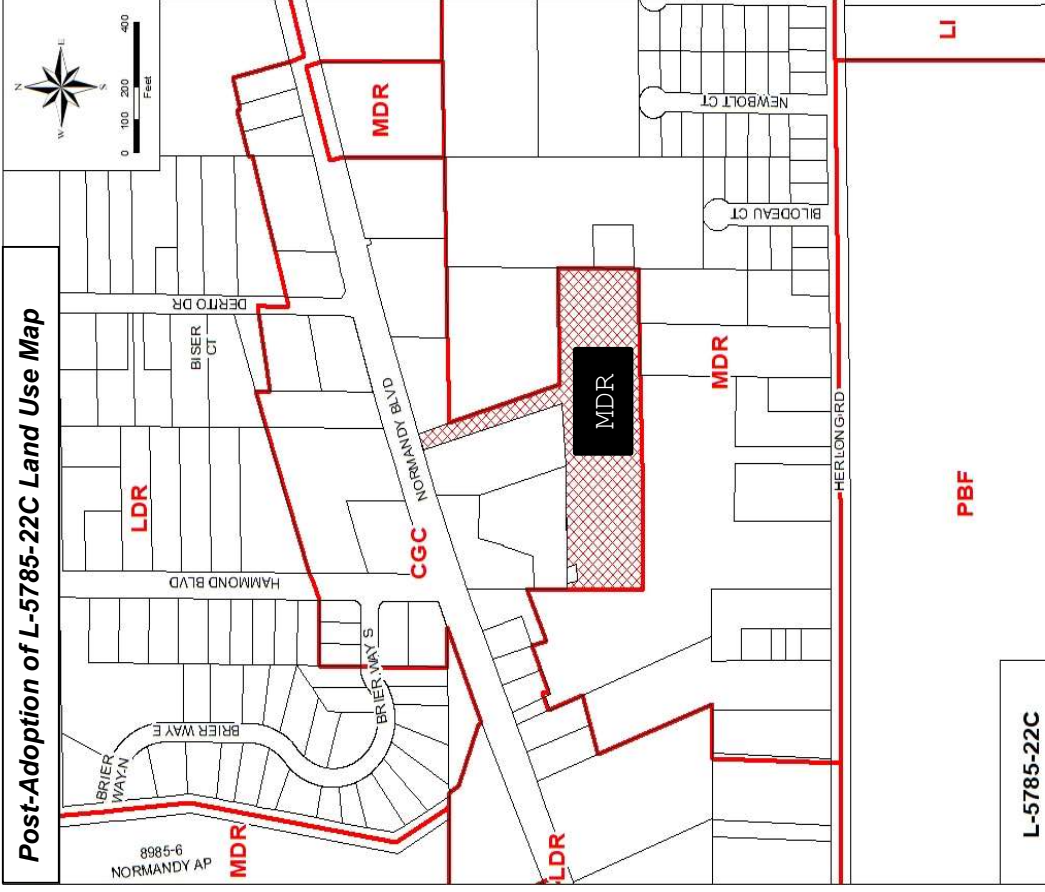 Post-Adoption of L-5785-22C Land Use Map
N
W
E
S
0 100 200 400
Feet
MDR
LI
NEWBOLT CT
BILODEAU CT
DERITO DR
BISER
CT
NORMANDY BLVD
LDR
HAMMOND BLVD
CGC
MDR
MDR
HERLONG RD
PBF
BRIER WAY S
BRIER WAY E
BRIER
WAY N
8985-6
NORMANDY AP
MDR
LDR
L-5785-22C